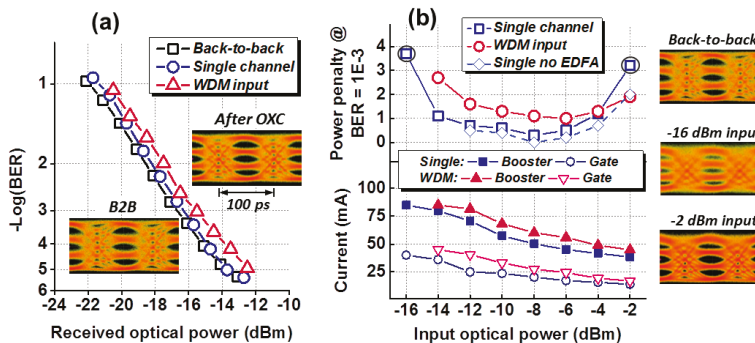 (a)
Back-to-back
Single channel
WDM input
After OXC
100 ps
B2B
-Log(BER)
1
2
3
4
5
6
-24 -22 -20 -18 -16 -14 -12 -10
Received optical power (dBm)
(b)
Power penalty @
BER = 1E-3
4
3
2
1
0
Single channel
WDM input
Single no EDFA
Single: Booster Gate
WDM: Booster Gate
Current (mA)
100
75
50
25
-16 -14 -12 -10 -8 -6 -4 -2
Input optical power (dBm)
Back-to-back
-16 dBm input
-2 dBm input